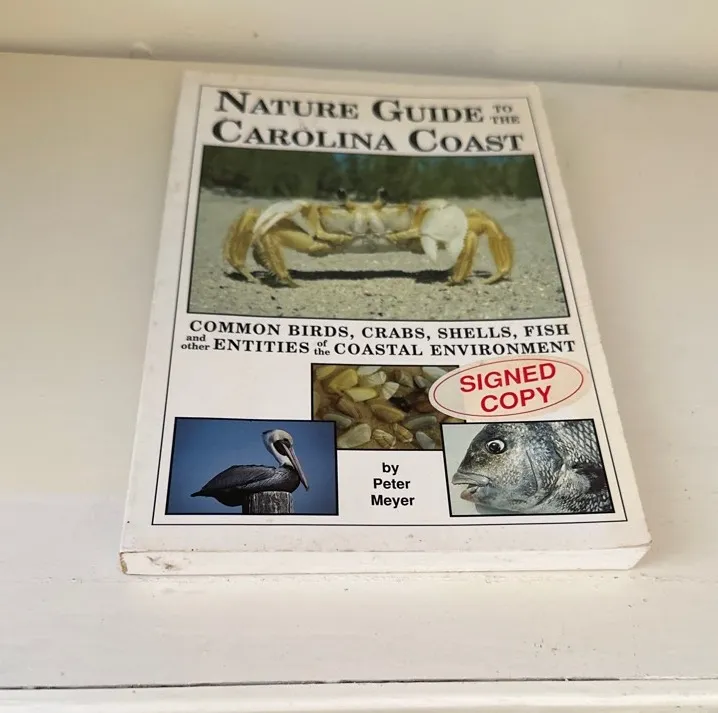 NATURE GUIDE TO THE
CAROLINA COAST
COMMON BIRDS, CRABS, SHELLS, FISH
and other ENTITIES of the COASTAL ENVIRONMENT
SIGNED
COPY
by
Peter
Meyer